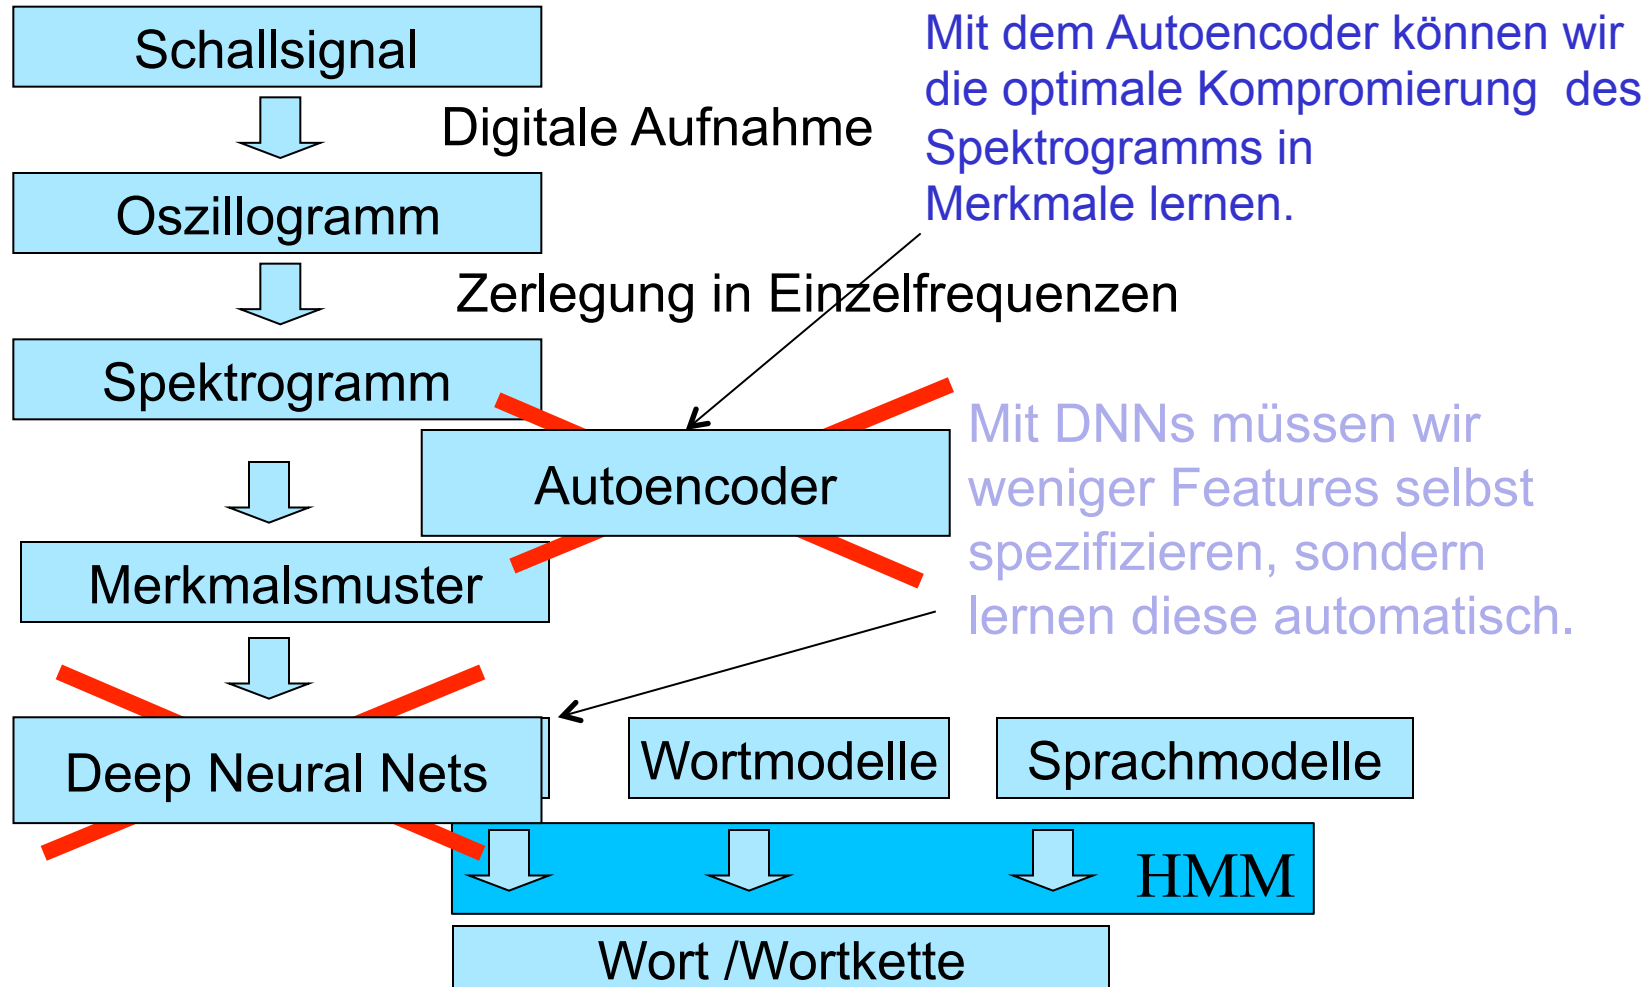 Schallsignal
Mit dem Autoencoder können wir
die optimale Kompromierung des
Spektrogramms in
Merkmale lernen.
Digitale Aufnahme
Oszillogramm
Zerlegung in Einzelfrequenzen
Spektrogramm
Autoencoder
Mit DNNs müssen wir
weniger Features selbst
spezifizieren, sondern
lernen diese automatisch.
Merkmalsmuster
Deep Neural Nets
Wortmodelle
Sprachmodelle
HMM
Wort /Wortkette